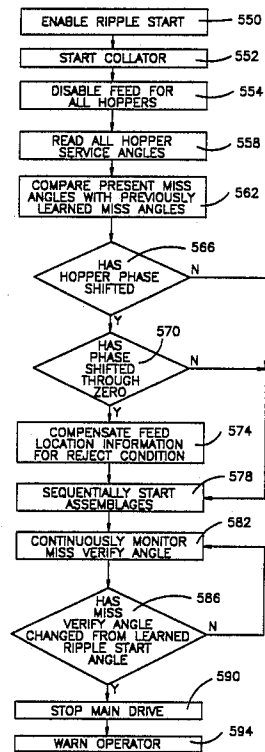 ENABLE RIPPLE START
550
START COLLATOR
552
DISABLE FEED FOR
ALL HOPPERS
554
READ ALL HOPPER
SERVICE ANGLES
558
COMPARE PRESENT MISS
ANGLES WITH PREVIOUSLY
LEARNED MISS ANGLES
562
HAS
HOPPER PHASE
SHIFTED
566
N
Y
HAS
PHASE
SHIFTED
THROUGH
ZERO
570
N
Y
COMPENSATE FEED
LOCATION INFORMATION
FOR REJECT CONDITION
574
SEQUENTIALLY START
ASSEMBLAGES
578
CONTINUOUSLY MONITOR
MISS VERIFY ANGLE
582
HAS
MISS
VERIFY ANGLE
CHANGED FROM LEARNED
RIPPLE START
ANGLE
586
N
Y
STOP MAIN DRIVE
590
WARN OPERATOR
594